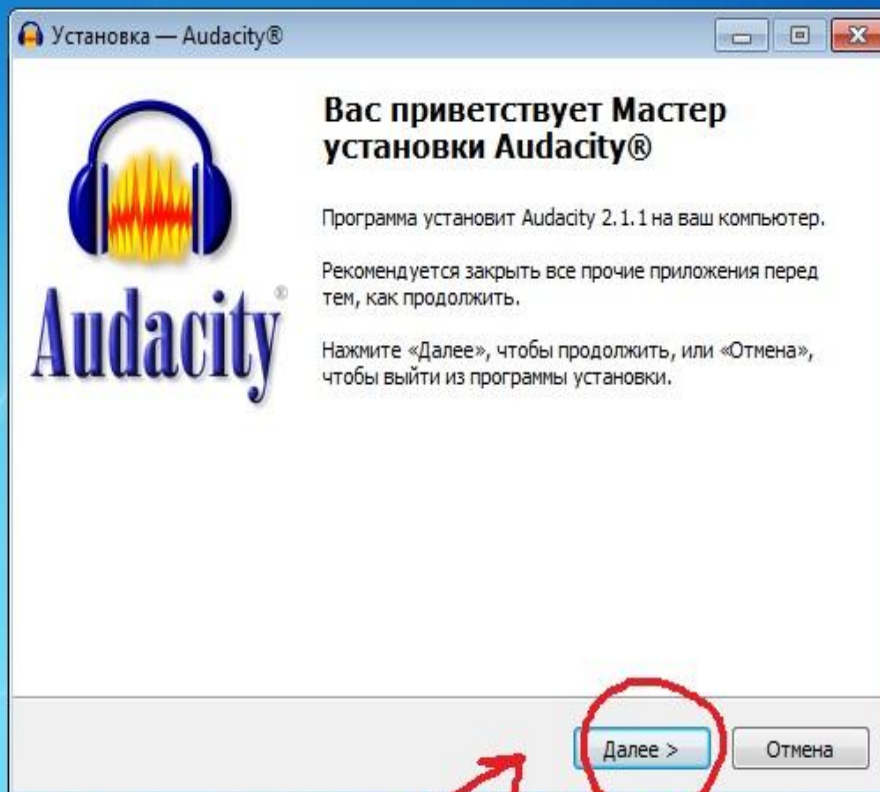 Установка — Audacity®
Вас приветствует Мастер
установки Audacity®
Программа установит Audacity 2.1.1 на ваш компьютер.
Рекомендуется закрыть все прочие приложения перед
тем, как продолжить.
Нажмите «Далее», чтобы продолжить, или «Отмена»,
чтобы выйти из программы установки.
Audacity®
Далее >
Отмена